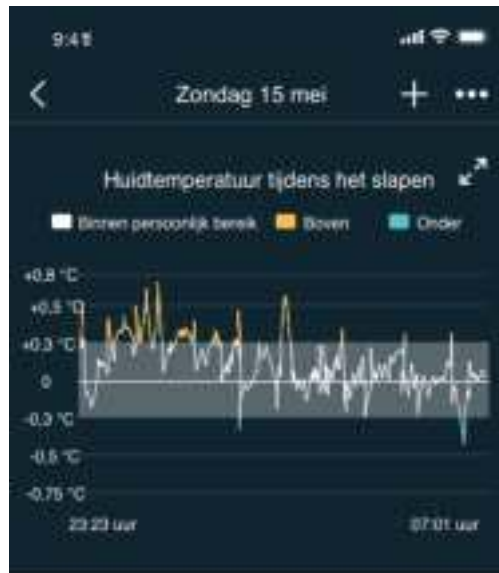 9:41
Zondag 15 mei
Huidtemperatuur tijdens het slapen
Binnen persoonlijk bereik Boven Onder
+0.8 °C
+0.5 °C
+0.3 °C
0
-0.3 °C
-0.5 °C
-0.75 °C
23:23 uur 07:01 uur